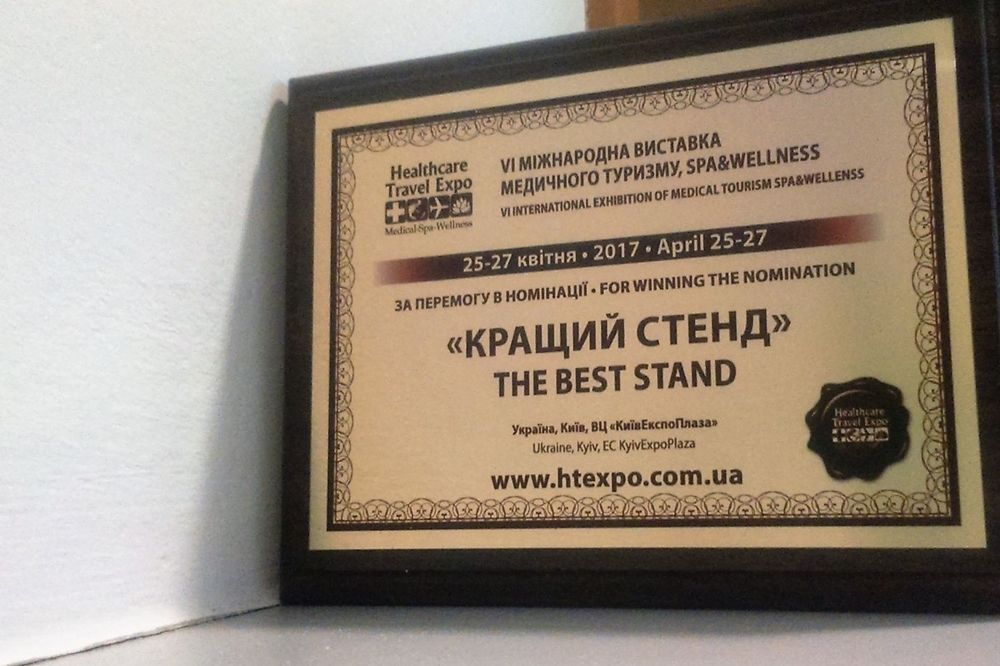 Healthcare
Travel Expo
Medical-Spa-Wellness
VI МІЖНАРОДНА ВИСТАВКА
МЕДИЧНОГО ТУРИЗМУ, SPA&WELLNESS
VI INTERNATIONAL EXHIBITION OF MEDICAL TOURISM SPA&WELLENSS
25-27 квітня • 2017 • April 25-27
ЗА ПЕРЕМОГУ В НОМІНАЦІЇ • FOR WINNING THE NOMINATION
«КРАЩИЙ СТЕНД»
THE BEST STAND
Україна, Київ, ВЦ «КиївЕкспоПлаза»
Ukraine, Kyiv, EC KyivExpoPlaza
www.htexpo.com.ua
Healthcare
Travel Expo